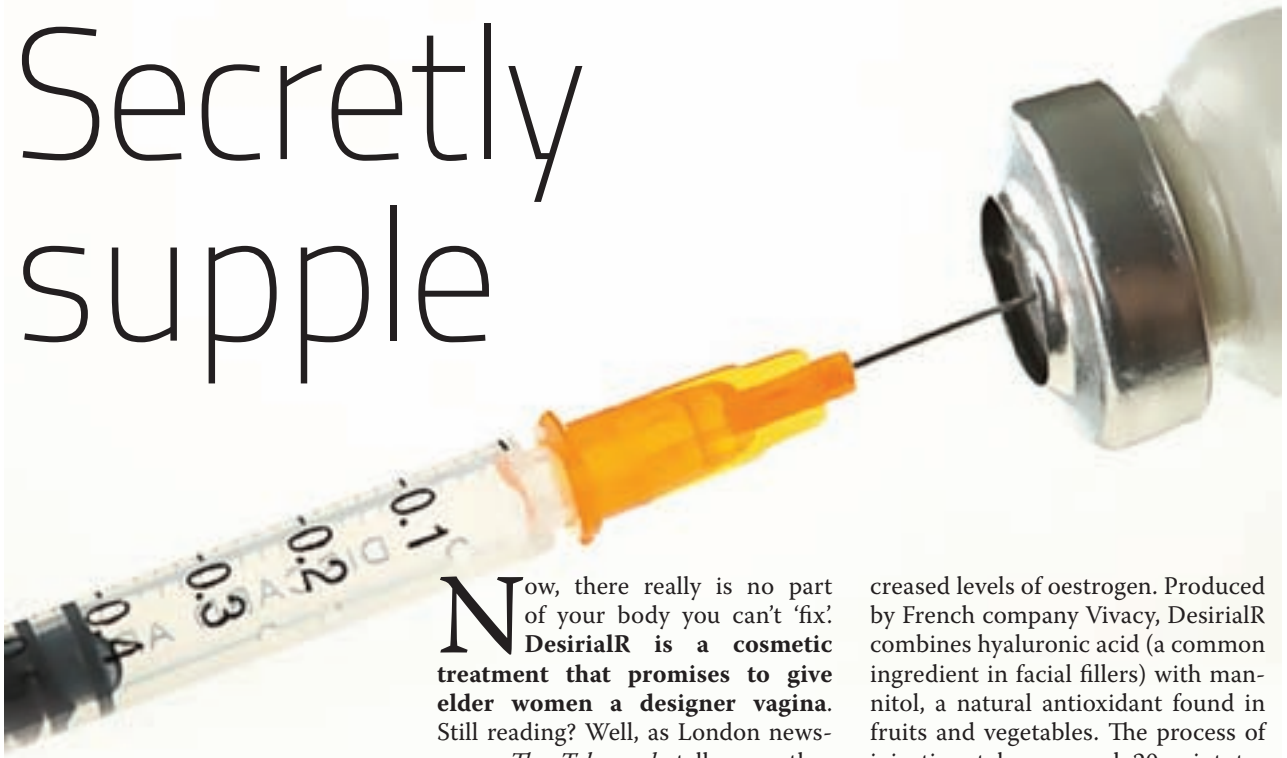 Secretly
supple
-0.1
-0.2
-0.3
-0.4
Now, there really is no part
of your body you can't 'fix'.
DesirialR is a cosmetic
treatment that promises to give
elder women a designer vagina.
Still reading? Well, as London news-
creased levels of oestrogen. Produced
by French company Vivacy, DesirialR
combines hyaluronic acid (a common
ingredient in facial fillers) with man-
nitol, a natural antioxidant found in
fruits and vegetables. The process of